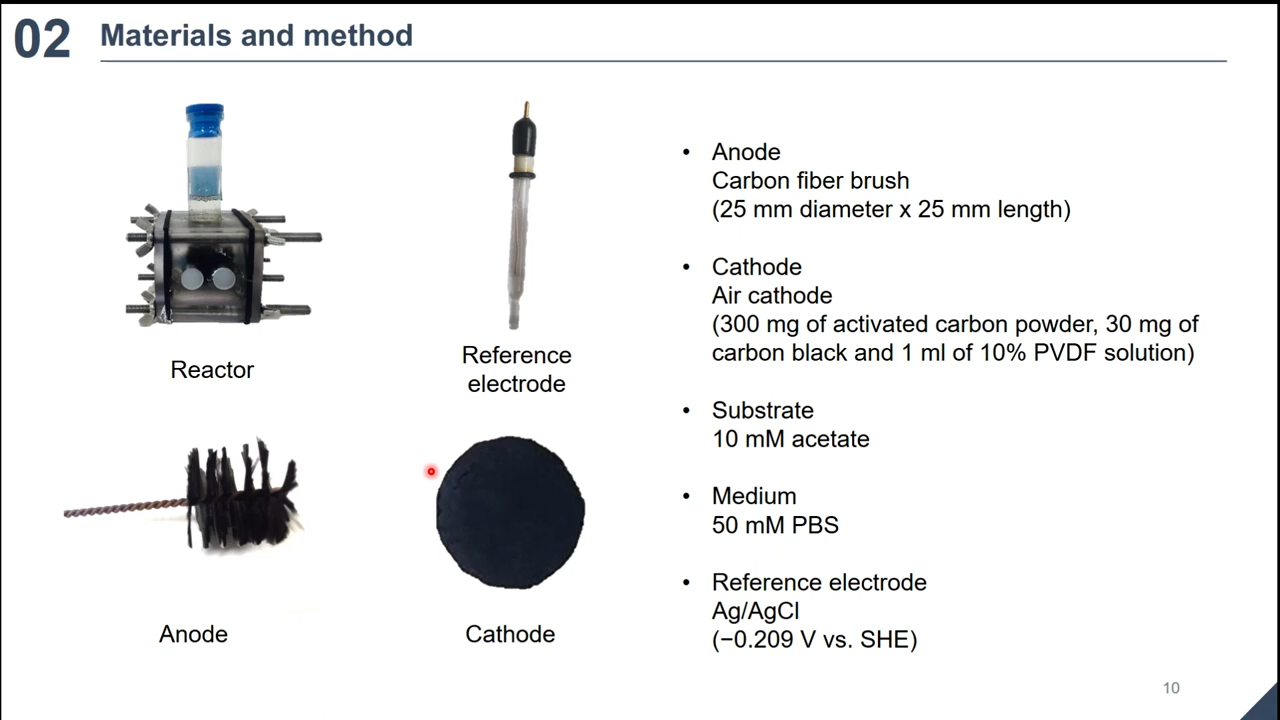 02
Materials and method
Reactor
Reference
electrode
Anode
Cathode
• Anode
Carbon fiber brush
(25 mm diameter x 25 mm length)
• Cathode
Air cathode
(300 mg of activated carbon powder, 30 mg of
carbon black and 1 ml of 10% PVDF solution)
• Substrate
10 mM acetate
• Medium
50 mM PBS
• Reference electrode
Ag/AgCl
(−0.209 V vs. SHE)
10